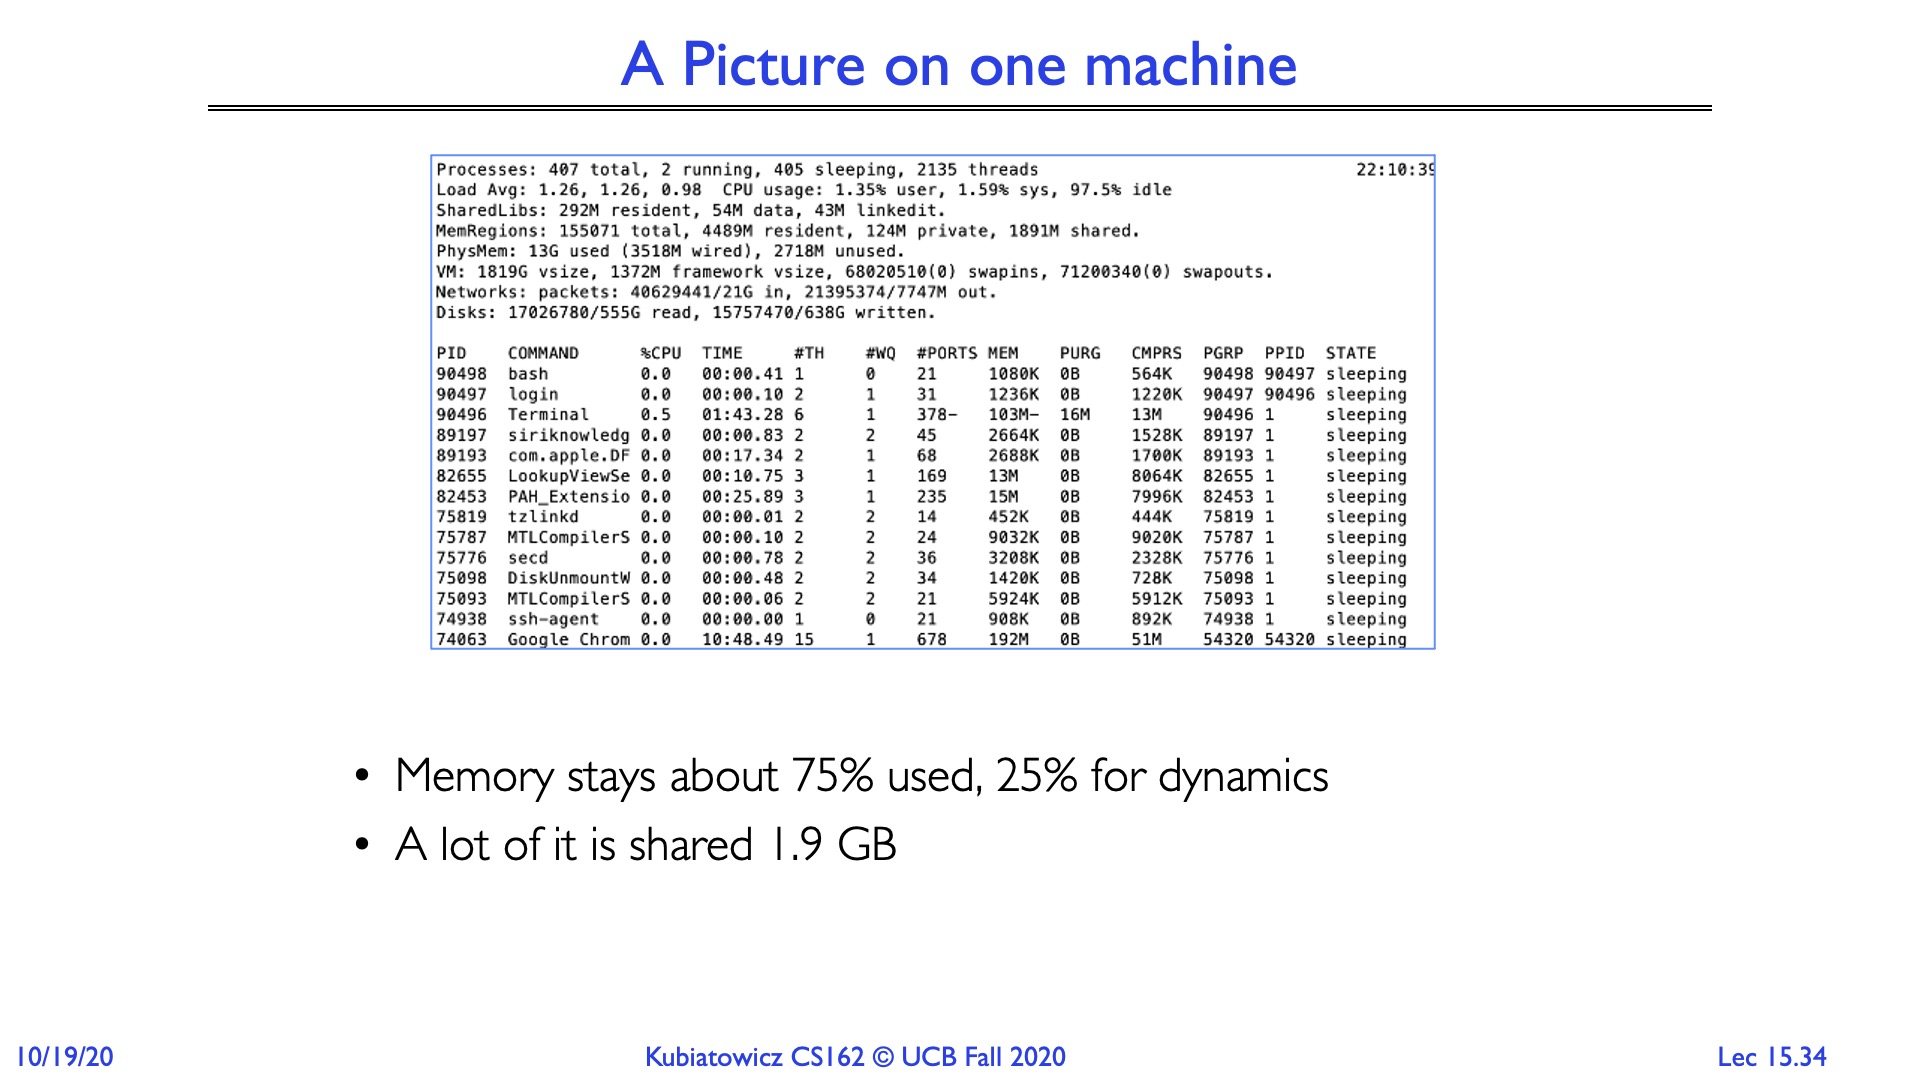 A Picture on one machine
Processes: 407 total, 2 running, 405 sleeping, 2135 threads 22:10:39
Load Avg: 1.26, 1.26, 0.98 CPU usage: 1.35% user, 1.59% sys, 97.5% idle
SharedLibs: 292M resident, 54M data, 43M linkedit.
MemRegions: 155071 total, 4489M resident, 124M private, 1891M shared.
PhysMem: 13G used (3518M wired), 2718M unused.
VM: 1819G vsize, 1372M framework vsize, 68020510(0) swapins, 71200340(0) swapouts.
Networks: packets: 40629441/21G in, 21395374/7747M out.
Disks: 17026780/555G read, 15757470/638G written.
PID COMMAND %CPU TIME #TH #WQ #PORTS MEM PURG CMPRS PGRP PPID STATE
90498 bash 0.0 00:00.41 1 0 21 1080K 0B 564K 90498 90497 sleeping
90497 login 0.0 00:00.10 2 1 31 1236K 0B 1220K 90497 90496 sleeping
90496 Terminal 0.5 01:43.28 6 1 378- 103M- 16M 13M 90496 1 sleeping
89197 siriknowledg 0.0 00:00.83 2 2 45 2664K 0B 1528K 89197 1 sleeping
89193 com.apple.DF 0.0 00:17.34 2 1 68 2688K 0B 1700K 89193 1 sleeping
82655 LookupViewSe 0.0 00:10.75 3 1 169 13M 0B 8064K 82655 1 sleeping
82453 PAH_Extensio 0.0 00:25.89 3 1 235 15M 0B 7996K 82453 1 sleeping
75819 tzlinkd 0.0 00:00.01 2 2 14 452K 0B 444K 75819 1 sleeping
75787 MTLCompilerS 0.0 00:00.10 2 2 24 9032K 0B 9020K 75787 1 sleeping
75776 secd 0.0 00:00.78 2 2 36 3208K 0B 2328K 75776 1 sleeping
75098 DiskUnmountW 0.0 00:00.48 2 2 34 1420K 0B 728K 75098 1 sleeping
75093 MTLCompilerS 0.0 00:00.06 2 2 21 5924K 0B 5912K 75093 1 sleeping
74938 ssh-agent 0.0 00:00.00 1 0 21 908K 0B 892K 74938 1 sleeping
74063 Google Chrom 0.0 10:48.49 15 1 678 192M 0B 51M 54320 54320 sleeping
• Memory stays about 75% used, 25% for dynamics
• A lot of it is shared 1.9 GB
10/19/20 Kubiatowicz CS162 © UCB Fall 2020 Lec 15.34